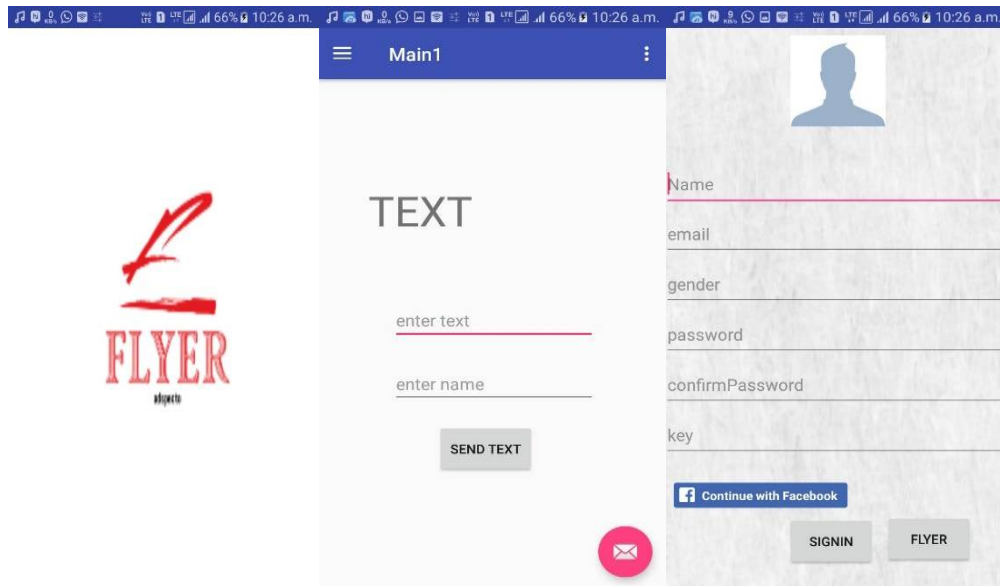 66% 10:26 a.m.
FLYER
66% 10:26 a.m.
Main1
TEXT
enter text
enter name
SEND TEXT
66% 10:26 a.m.
Name
email
gender
password
confirmPassword
key
f Continue with Facebook
SIGNIN
FLYER